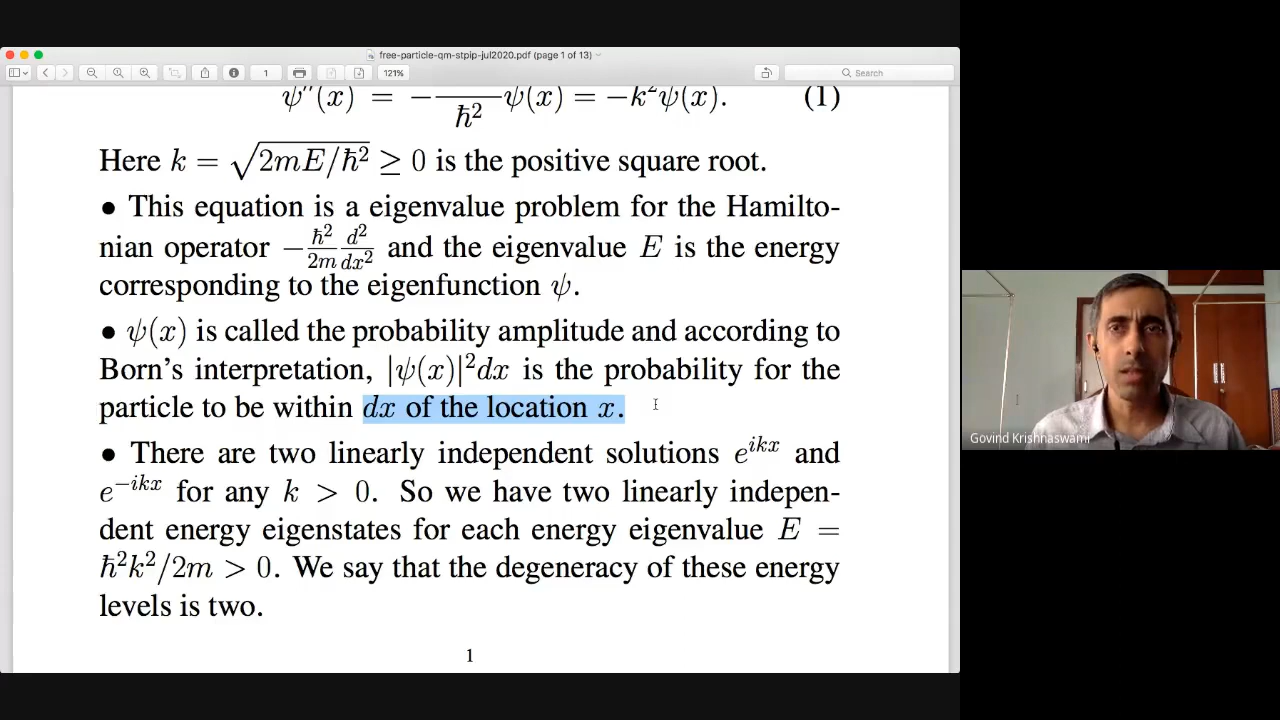 free-particle-qm-stpip-jul2020.pdf (page 1 of 13)
1
121%
Search
ψ''(x) = − ħ² ψ(x) = −k²ψ(x). (1)
Here k = √2mE/ħ² ≥ 0 is the positive square root.
• This equation is a eigenvalue problem for the Hamilto-
nian operator −ħ²/2m d²/dx² and the eigenvalue E is the energy
corresponding to the eigenfunction ψ.
• ψ(x) is called the probability amplitude and according to
Born's interpretation, |ψ(x)|²dx is the probability for the
particle to be within dx of the location x.
• There are two linearly independent solutions e^{ikx} and
e^{−ikx} for any k > 0. So we have two linearly indepen-
dent energy eigenstates for each energy eigenvalue E =
ħ²k²/2m > 0. We say that the degeneracy of these energy
levels is two.
1
Govind Krishnaswami